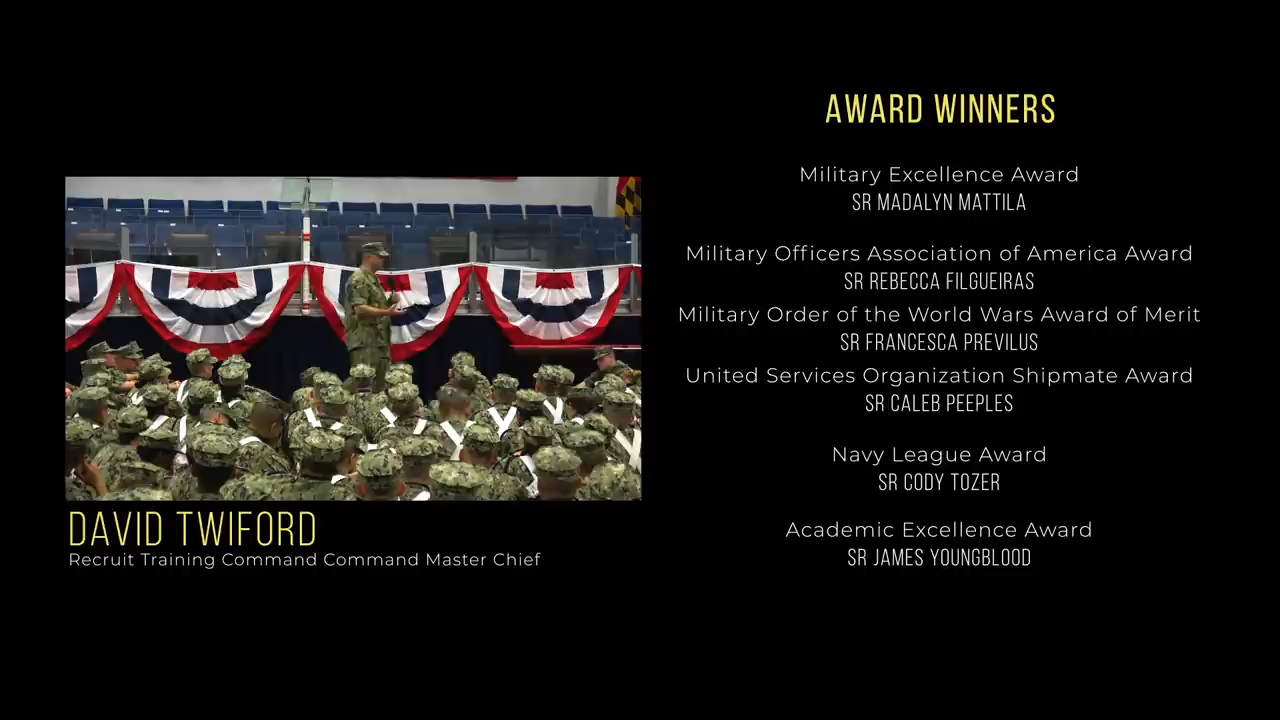 AWARD WINNERS
Military Excellence Award
SR MADALYN MATTILA
Military Officers Association of America Award
SR REBECCA FILGUEIRAS
Military Order of the World Wars Award of Merit
SR FRANCESCA PREVILUS
United Services Organization Shipmate Award
SR CALEB PEEPLES
Navy League Award
SR CODY TOZER
Academic Excellence Award
SR JAMES YOUNGBLOOD
DAVID TWIFORD
Recruit Training Command Command Master Chief